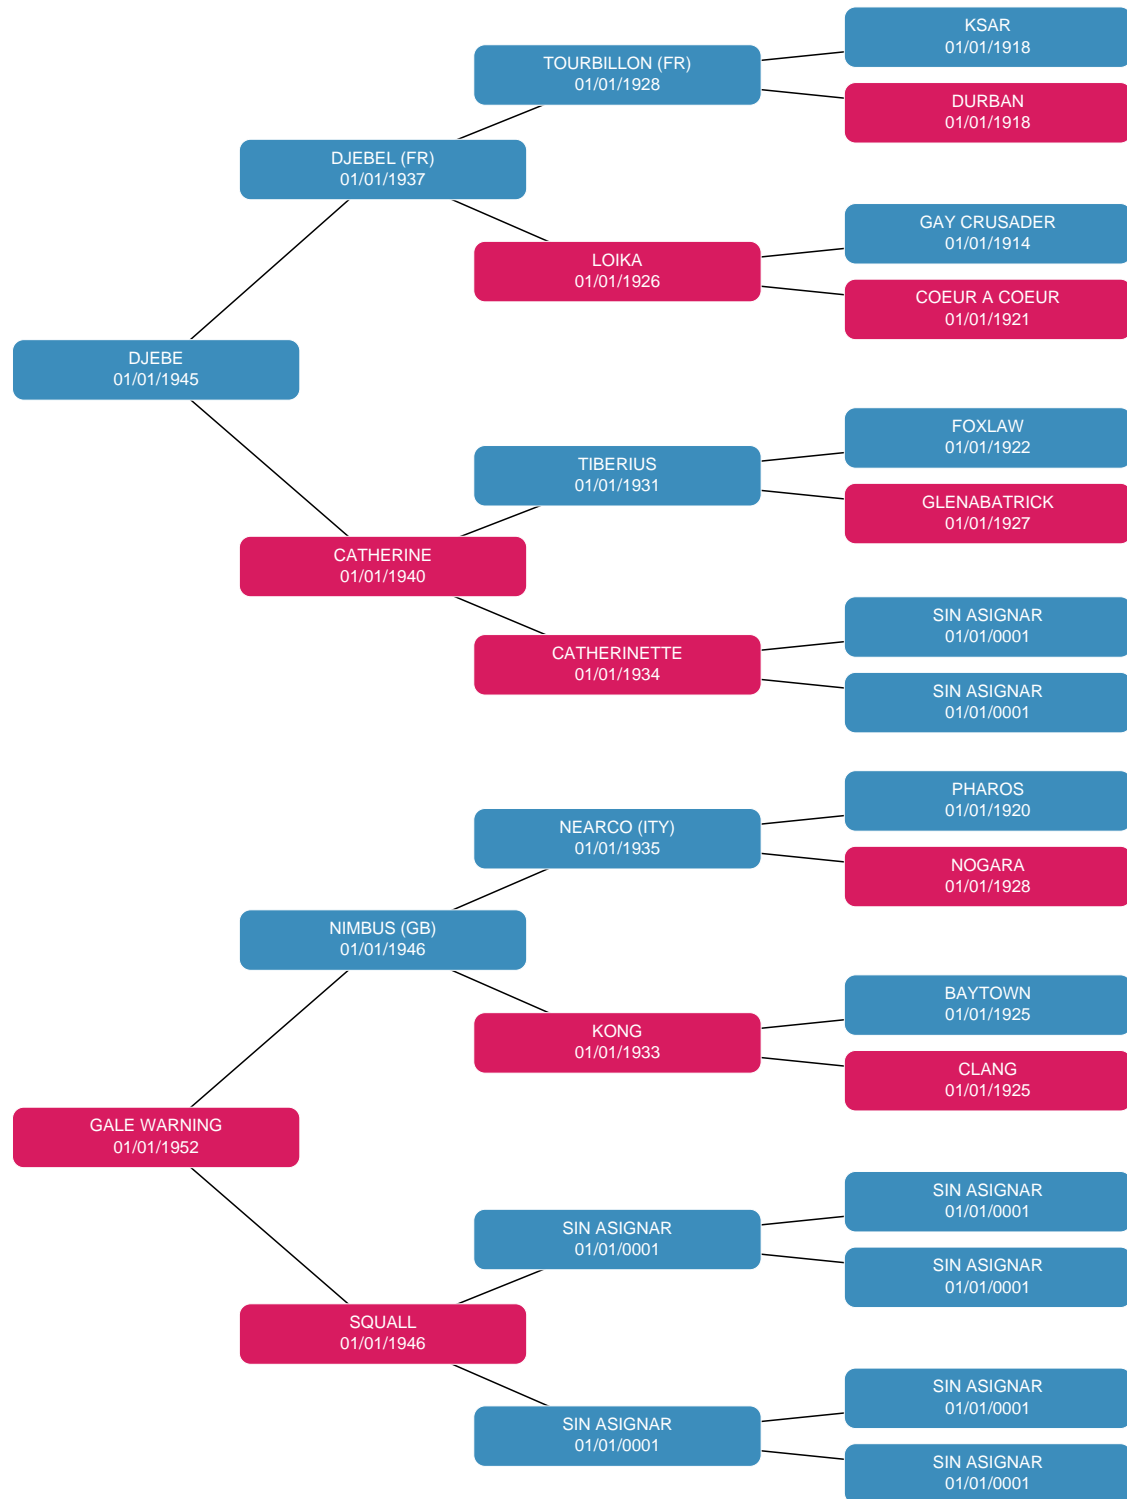 KSAR
01/01/1918
TOURBILLON (FR)
01/01/1928
DURBAN
01/01/1918
DJEBEL (FR)
01/01/1937
GAY CRUSADER
01/01/1914
LOIKA
01/01/1926
COEUR A COEUR
01/01/1921
DJEBE
01/01/1945
FOXLAW
01/01/1922
TIBERIUS
01/01/1931
GLENABATRICK
01/01/1927
CATHERINE
01/01/1940
SIN ASIGNAR
01/01/0001
CATHERINETTE
01/01/1934
SIN ASIGNAR
01/01/0001
PHAROS
01/01/1920
NEARCO (ITY)
01/01/1935
NOGARA
01/01/1928
NIMBUS (GB)
01/01/1946
BAYTOWN
01/01/1925
KONG
01/01/1933
CLANG
01/01/1925
GALE WARNING
01/01/1952
SIN ASIGNAR
01/01/0001
SIN ASIGNAR
01/01/0001
SIN ASIGNAR
01/01/0001
SQUALL
01/01/1946
SIN ASIGNAR
01/01/0001
SIN ASIGNAR
01/01/0001
SIN ASIGNAR
01/01/0001